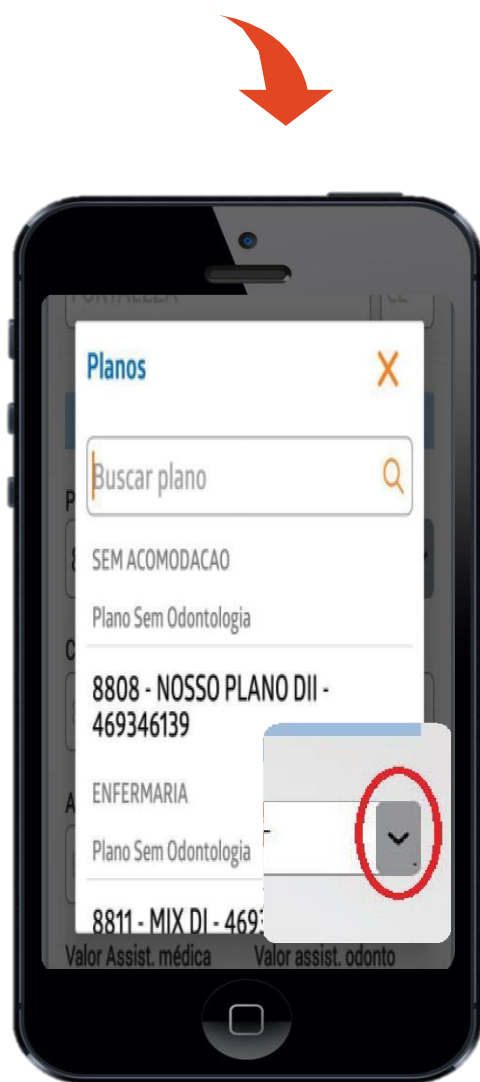 Planos
Buscar plano
SEM ACOMODACAO
Plano Sem Odontologia
8808 - NOSSO PLANO DII -
469346139
ENFERMARIA
Plano Sem Odontologia
8811 - MIX DI - 469
Valor Assist. médica Valor assist. odonto